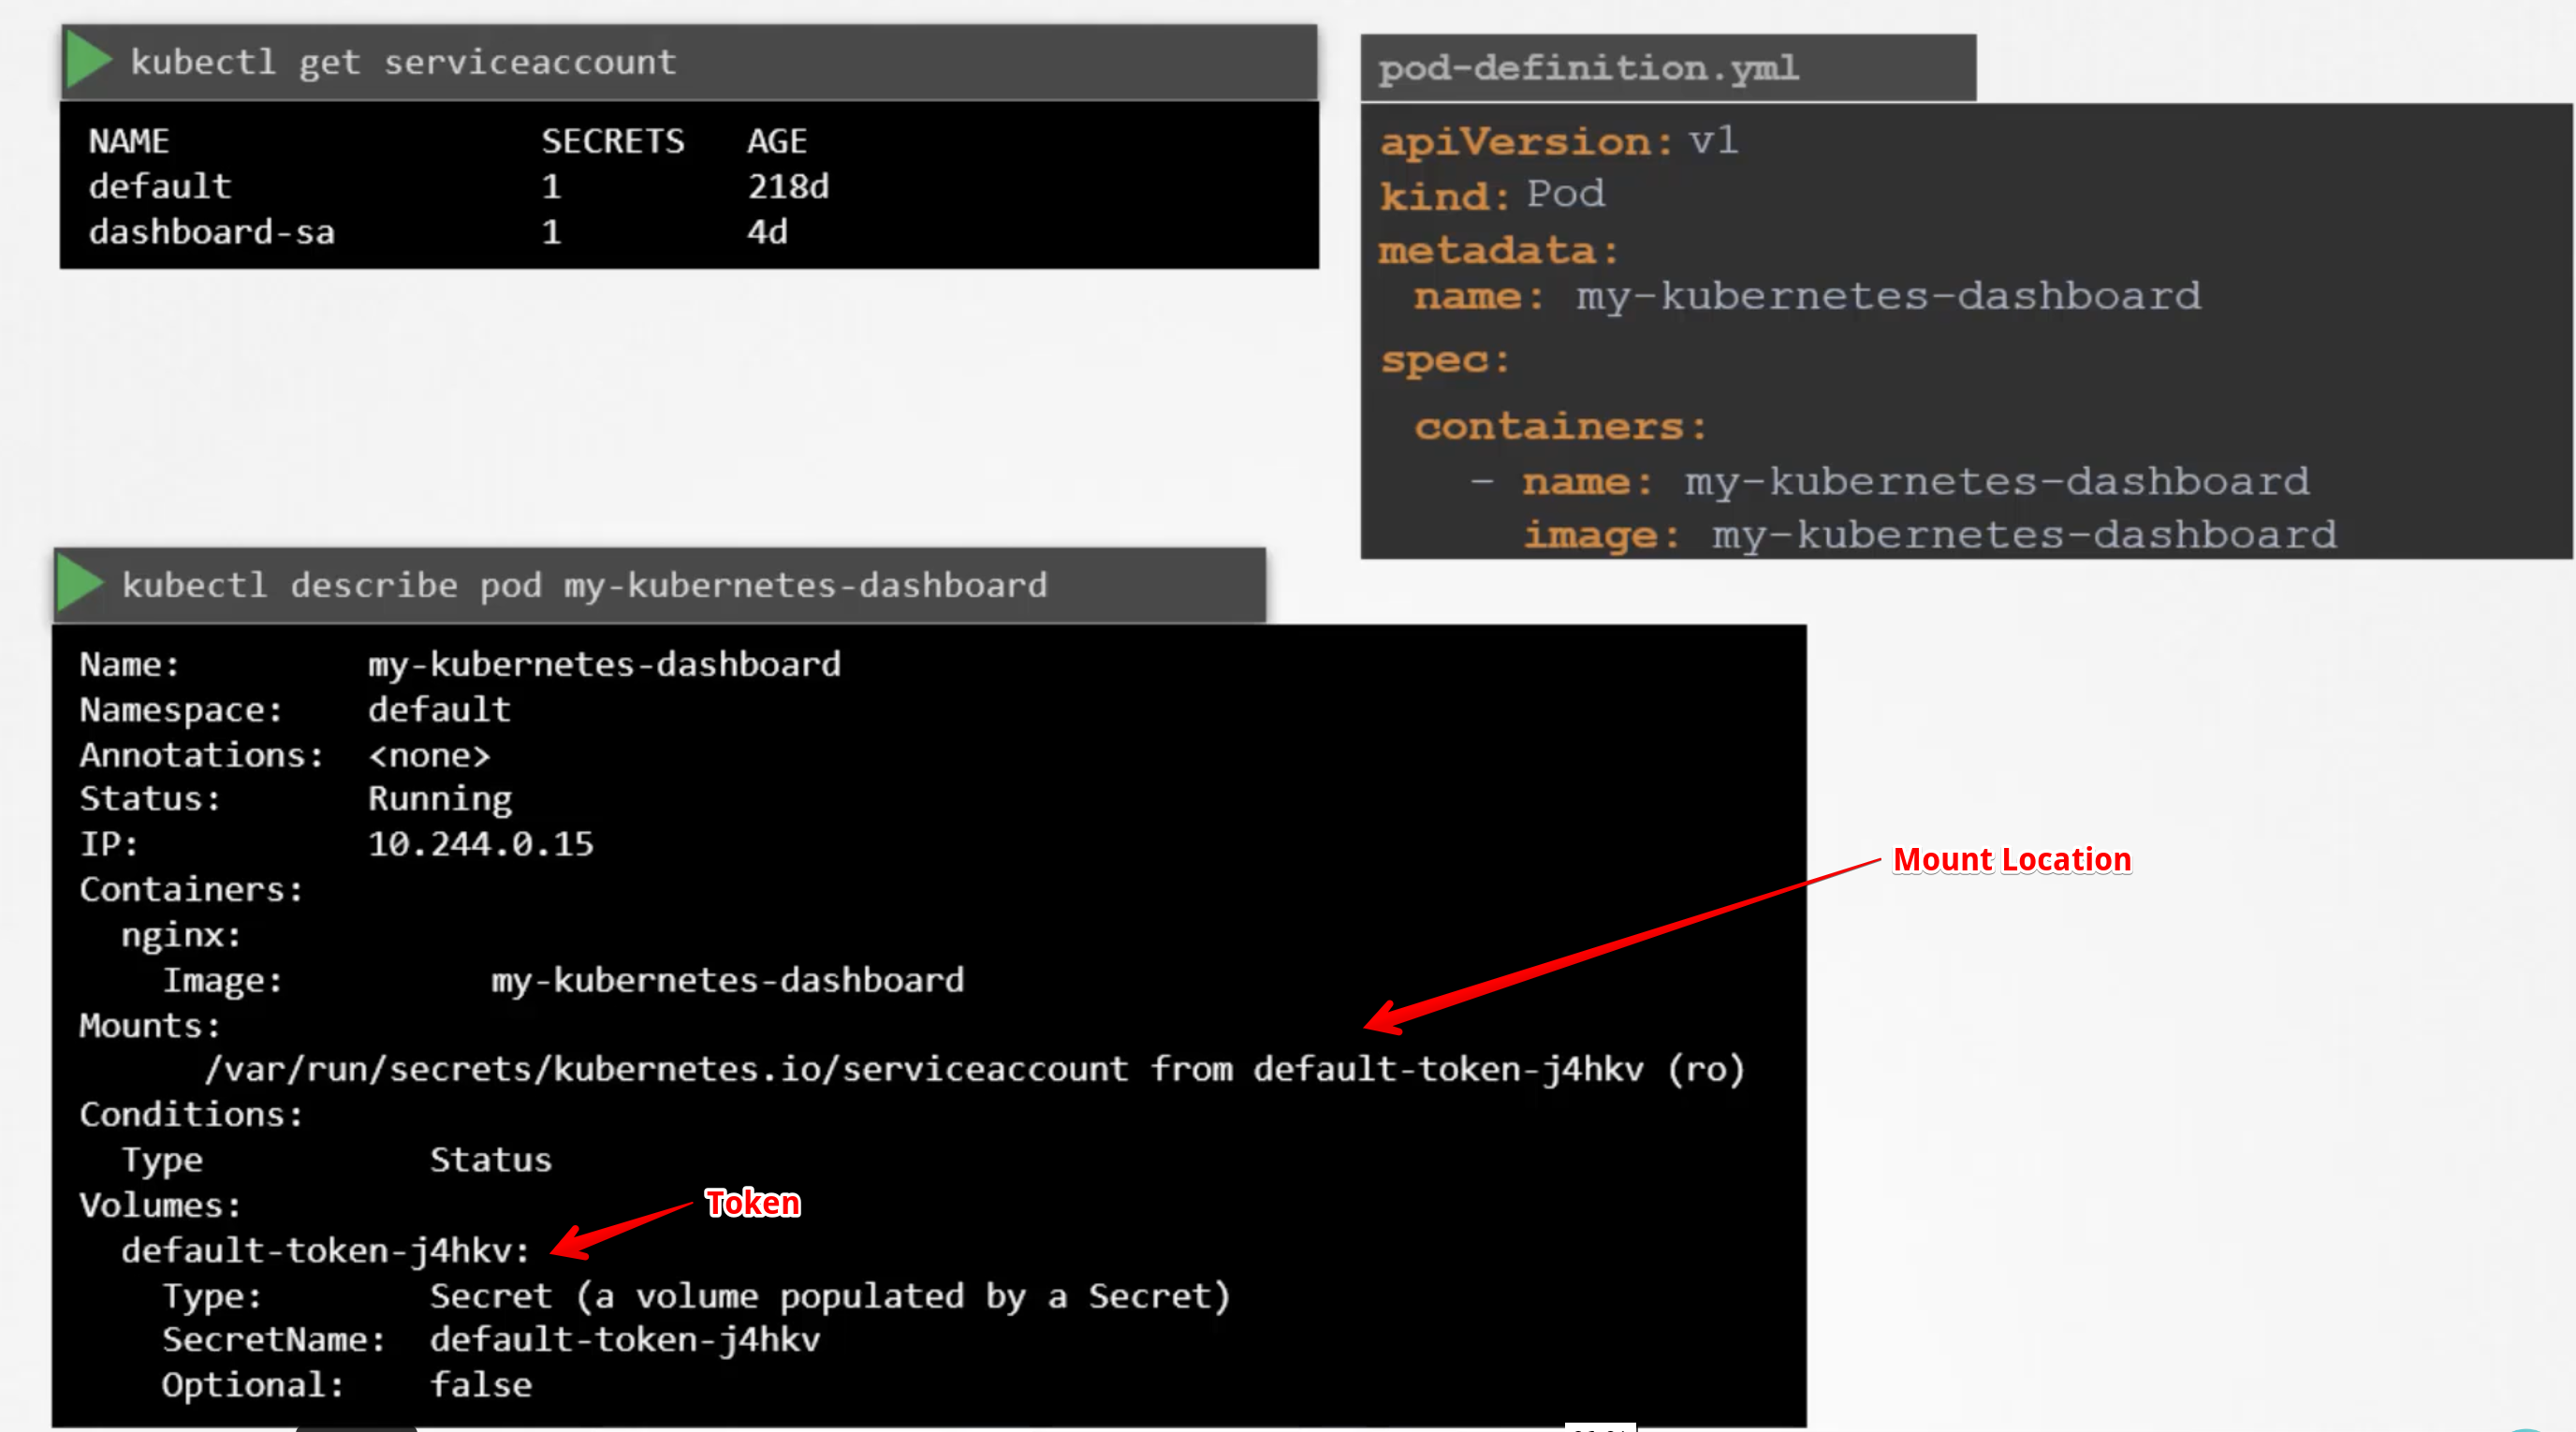 kubectl get serviceaccount
NAME SECRETS AGE
default 1 218d
dashboard-sa 1 4d
pod-definition.yml
apiVersion: v1
kind: Pod
metadata:
name: my-kubernetes-dashboard
spec:
containers:
- name: my-kubernetes-dashboard
image: my-kubernetes-dashboard
kubectl describe pod my-kubernetes-dashboard
Name: my-kubernetes-dashboard
Namespace: default
Annotations: <none>
Status: Running
IP: 10.244.0.15
Containers:
nginx:
Image: my-kubernetes-dashboard
Mounts:
/var/run/secrets/kubernetes.io/serviceaccount from default-token-j4hkv (ro)
Conditions:
Type Status
Volumes:
default-token-j4hkv:
Type: Secret (a volume populated by a Secret)
SecretName: default-token-j4hkv
Optional: false
Mount Location
Token